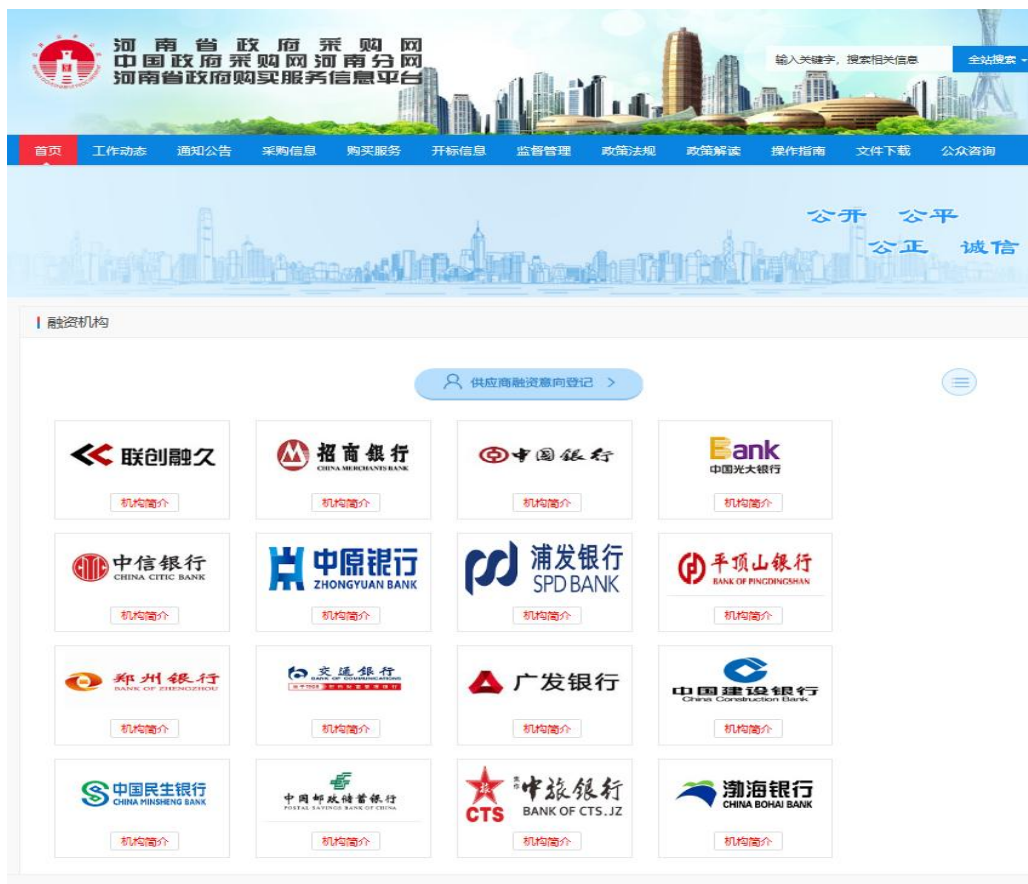 河南省政府采购网
中国政府采购网河南分网
河南省政府购买服务信息平台
输入关键字，搜索相关信息 全站搜索
首页 工作动态 通知公告 采购信息 购买服务 开标信息 监督管理 政策法规 政策解读 操作指南 文件下载 公众咨询
公开 公平
公正 诚信
融资机构
供应商融资意向登记 >
联创融久
机构简介
招商银行
CHINA MERCHANTS BANK
机构简介
中国银行
机构简介
Bank
中国光大银行
机构简介
中信银行
CHINA CITIC BANK
机构简介
中原银行
ZHONGYUAN BANK
机构简介
浦发银行
SPD BANK
机构简介
平顶山银行
BANK OF PINGDINGSHAN
机构简介
郑州银行
BANK OF ZHENGZHOU
机构简介
交通银行
BANK OF COMMUNICATIONS
机构简介
广发银行
机构简介
中国建设银行
China Construction Bank
机构简介
中国民生银行
CHINA MINSHENG BANK
机构简介
中国邮政储蓄银行
POSTAL SAVINGS BANK OF CHINA
机构简介
旅
CTS
焦作
中旅银行
BANK OF CTS.JZ
机构简介
渤海银行
CHINA BOHAI BANK
机构简介